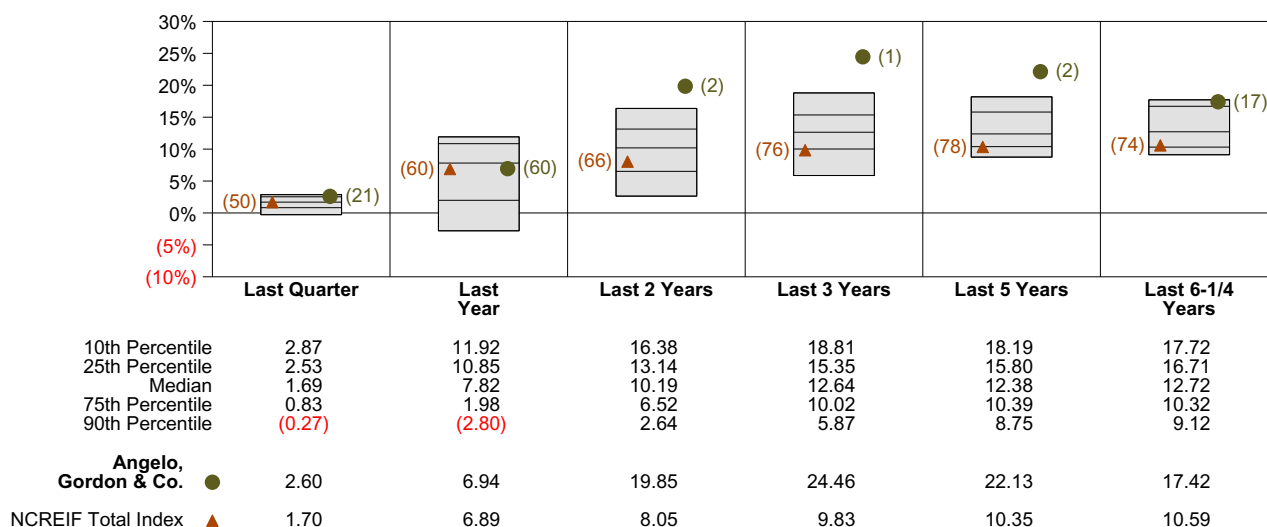 30%
25%
20%
15%
10%
5%
0%
(5%)
(10%)
(50) (21)
(60) (60)
(66) (2)
(76) (1)
(78) (2)
(74) (17)
Last Quarter Last Year Last 2 Years Last 3 Years Last 5 Years Last 6-1/4 Years
10th Percentile 2.87 11.92 16.38 18.81 18.19 17.72
25th Percentile 2.53 10.85 13.14 15.35 15.80 16.71
Median 1.69 7.82 10.19 12.64 12.38 12.72
75th Percentile 0.83 1.98 6.52 10.02 10.39 10.32
90th Percentile (0.27) (2.80) 2.64 5.87 8.75 9.12
Angelo,
Gordon & Co. 2.60 6.94 19.85 24.46 22.13 17.42
NCREIF Total Index 1.70 6.89 8.05 9.83 10.35 10.59